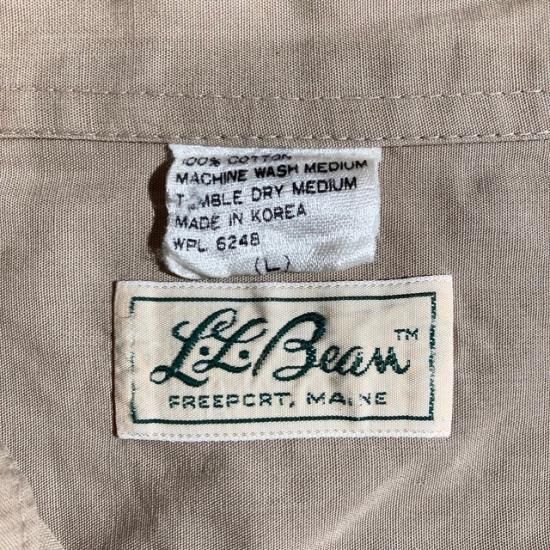 100% COTTON
MACHINE WASH MEDIUM
TUMBLE DRY MEDIUM
MADE IN KOREA
WPL 6248
(L)
L.L.Bean™
FREEPORT, MAINE